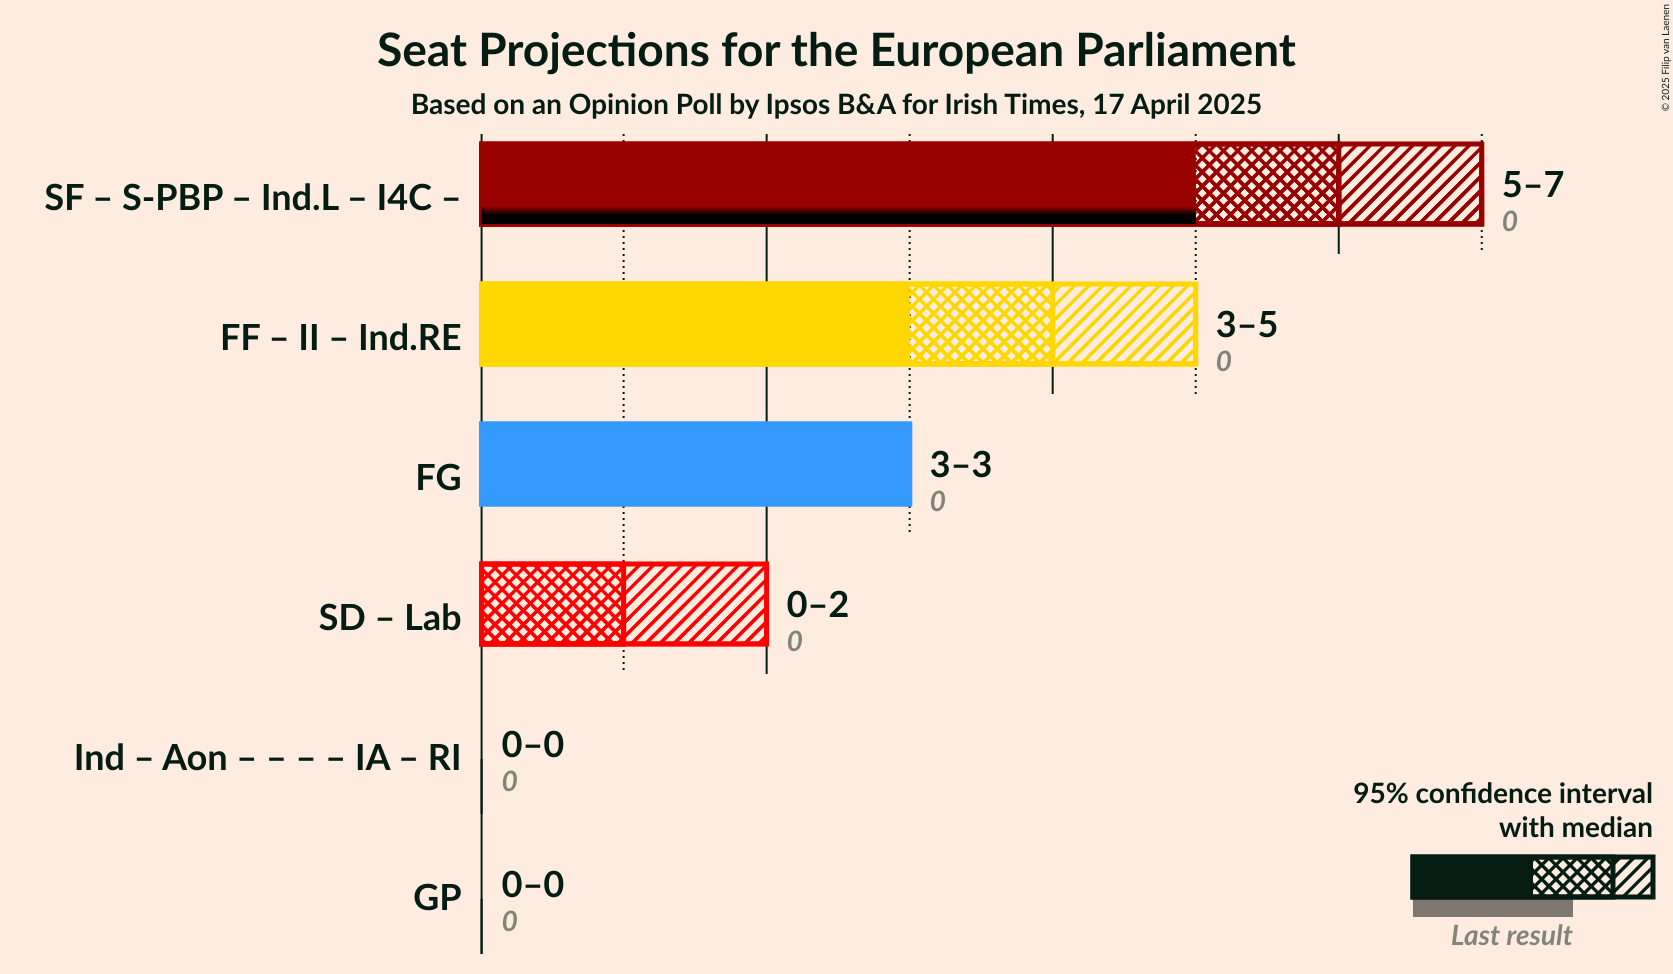 Seat Projections for the European Parliament
Based on an Opinion Poll by Ipsos B&A for Irish Times, 17 April 2025
© 2025 Filip van Laenen
SF – S-PBP – Ind.L – I4C –
5–7
0
FF – II – Ind.RE
3–5
0
FG
3–3
0
SD – Lab
0–2
0
Ind – Aon – – – – IA – RI
0–0
0
GP
0–0
0
95% confidence interval
with median
Last result